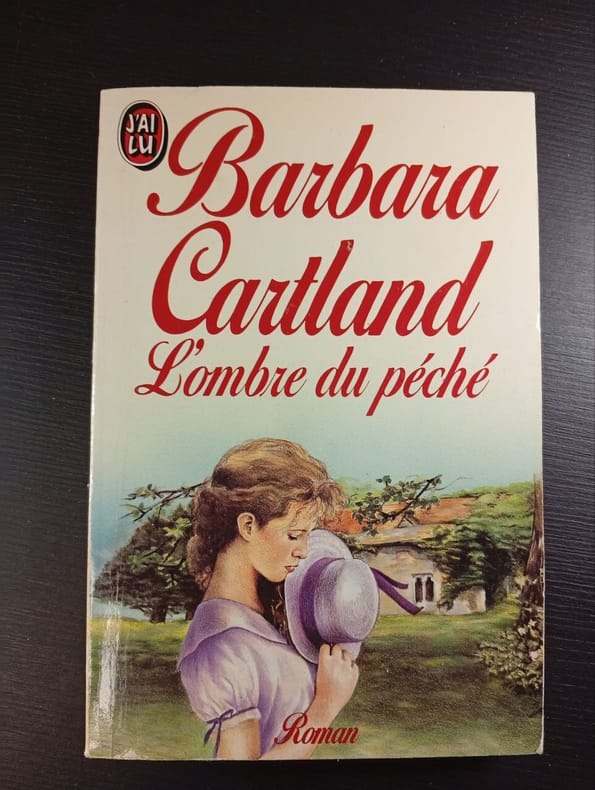 J'AI
LU
Barbara
Cartland
L'ombre du péché
Roman